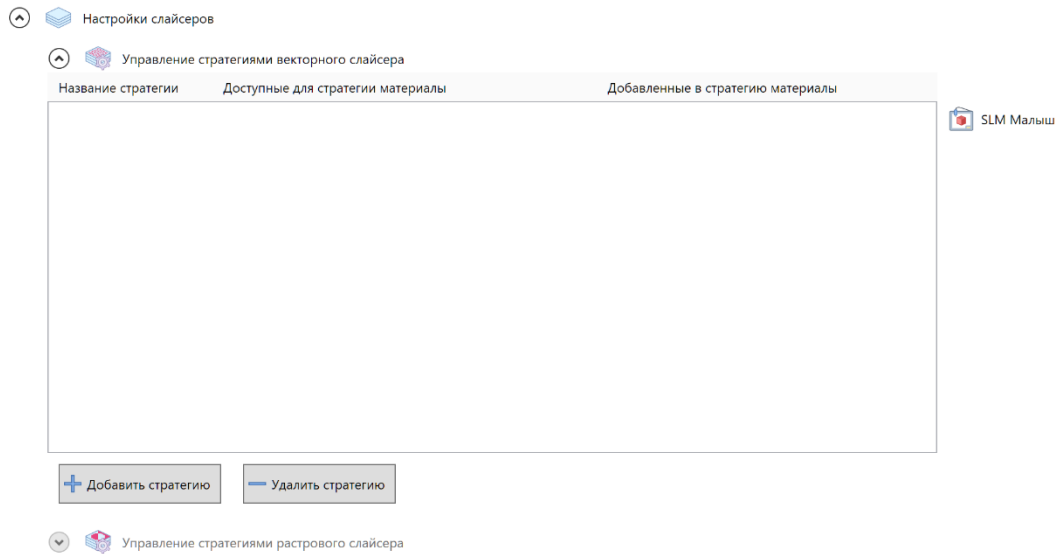 Настройки слайсеров
Управление стратегиями векторного слайсера
Название стратегии Доступные для стратегии материалы Добавленные в стратегию материалы
SLM Малыш
Добавить стратегию Удалить стратегию
Управление стратегиями растрового слайсера